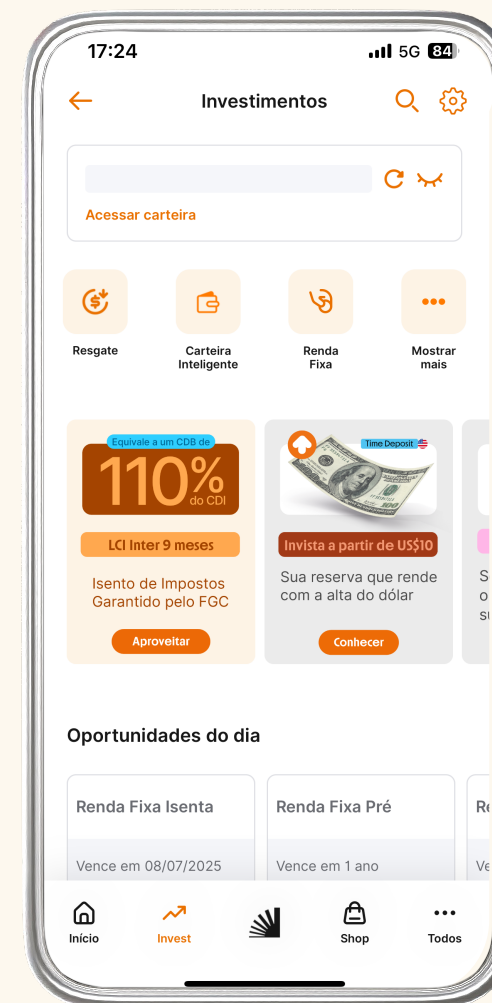 17:24
5G 84
Investimentos
Acessar carteira
Resgate
Carteira
Inteligente
Renda
Fixa
Mostrar
mais
Equivale a um CDB de
110%
do CDI
LCI Inter 9 meses
Isento de Impostos
Garantido pelo FGC
Aproveitar
Time Deposit
100
Invista a partir de US$10
Sua reserva que rende
com a alta do dólar
Conhecer
S
o
Oportunidades do dia
Renda Fixa Isenta
Vence em 08/07/2025
Renda Fixa Pré
Vence em 1 ano
Início
Invest
Shop
Todos